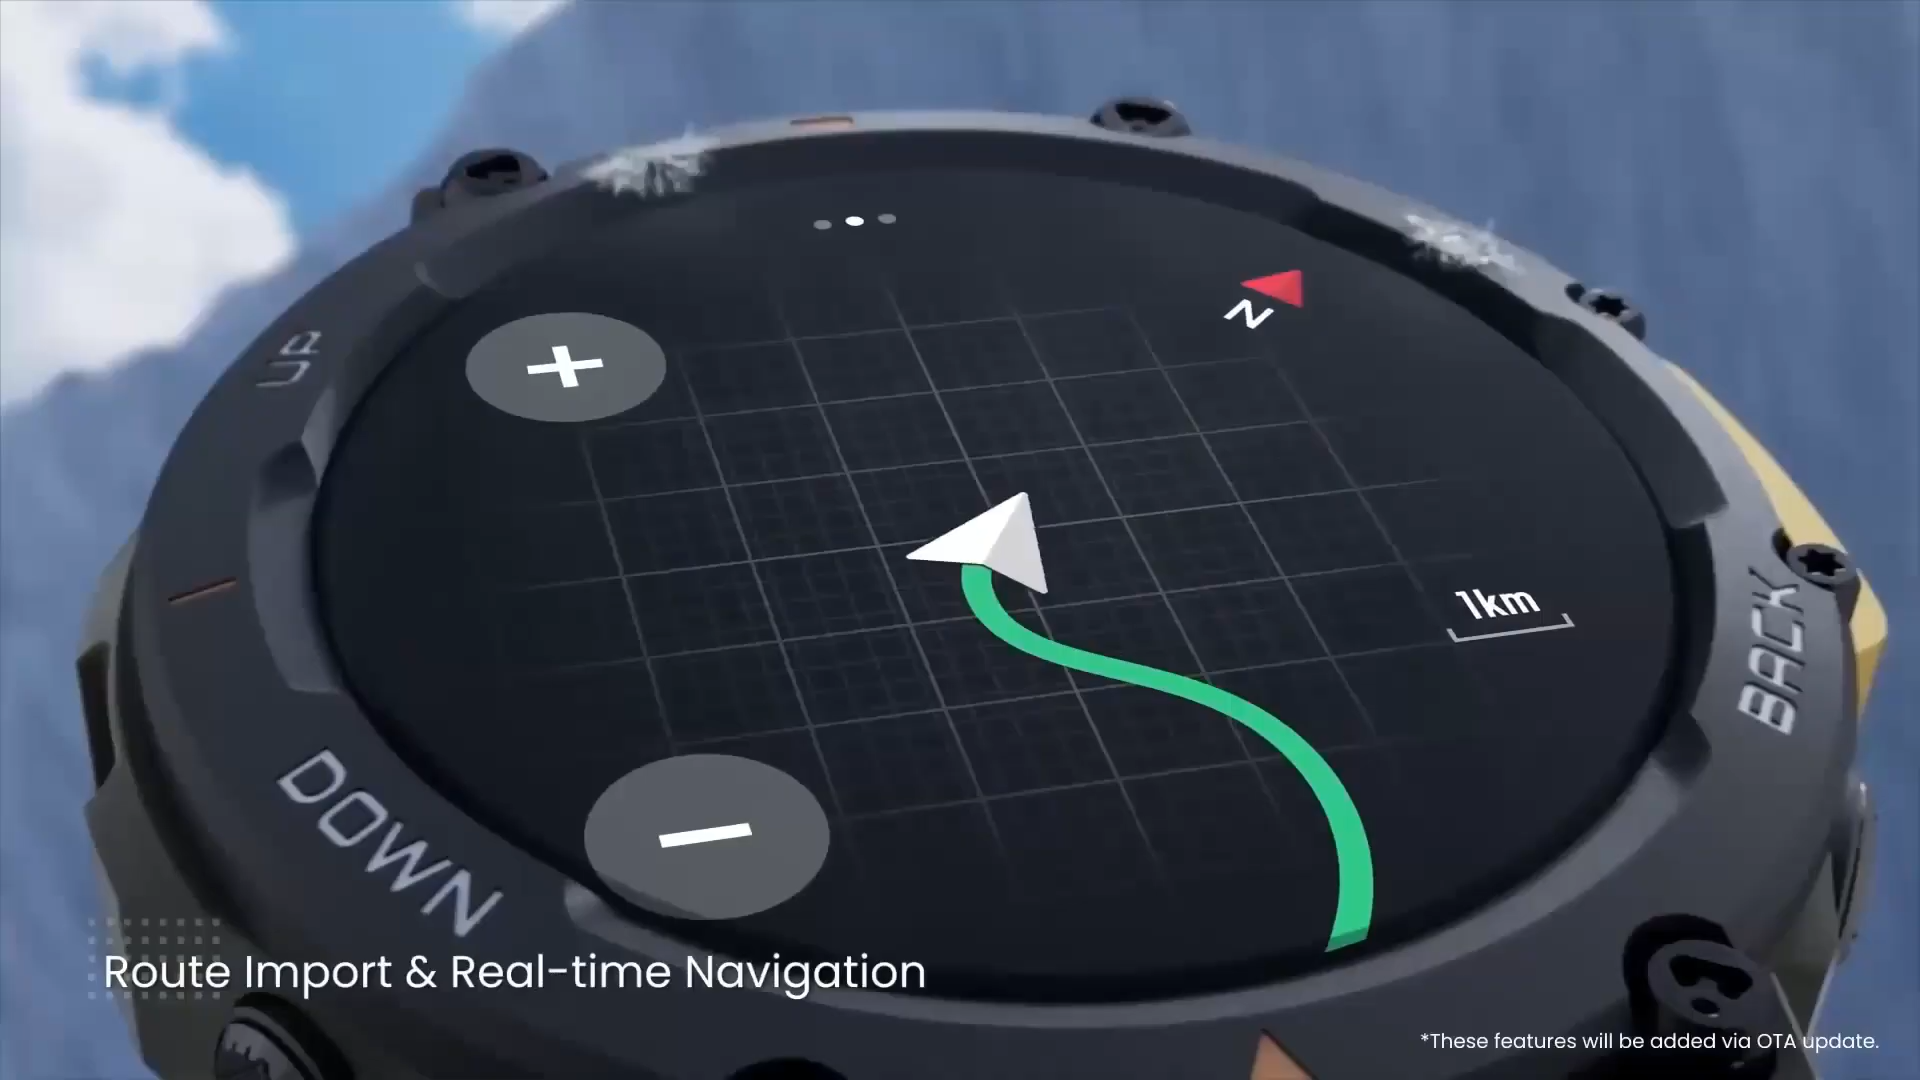 N
UP
1km
BACK
DOWN
Route Import & Real-time Navigation
*These features will be added via OTA update.